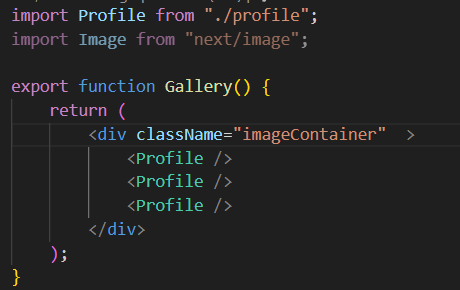 import Profile from "./profile";
import Image from "next/image";
export function Gallery() {
return (
<div className="imageContainer" >
<Profile />
<Profile />
<Profile />
</div>
);
}